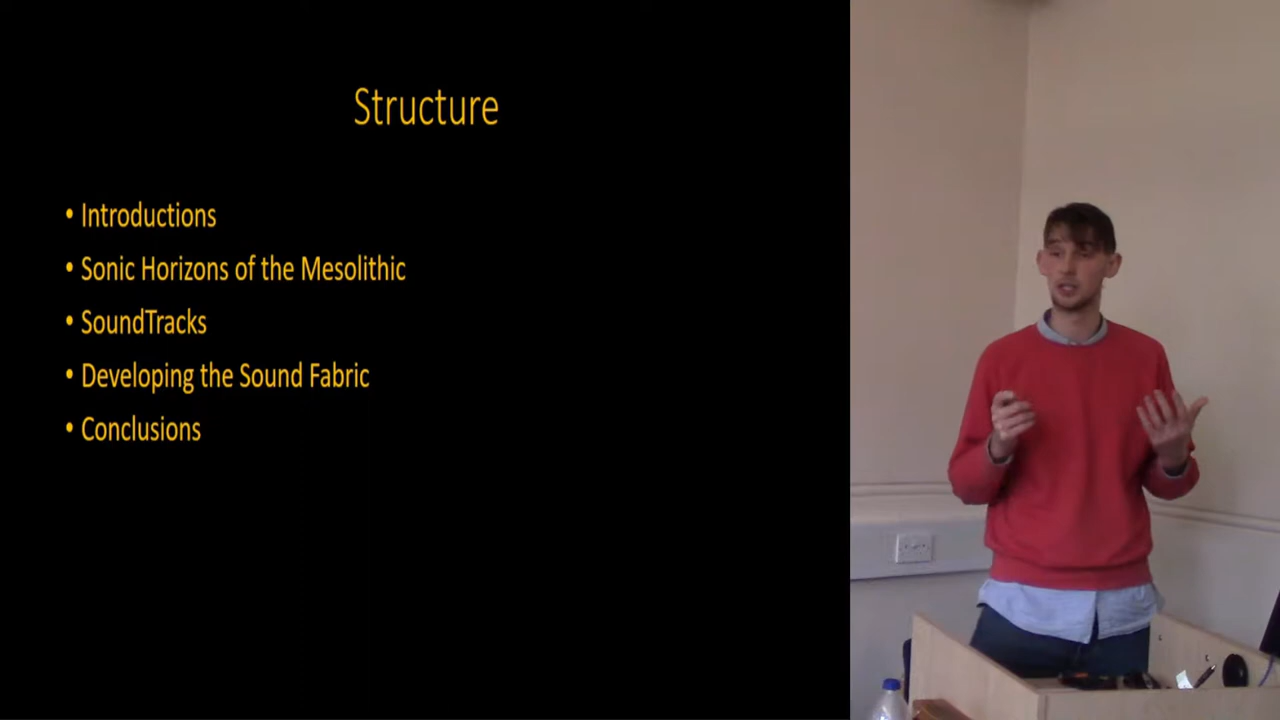 Structure
• Introductions
• Sonic Horizons of the Mesolithic
• SoundTracks
• Developing the Sound Fabric
• Conclusions